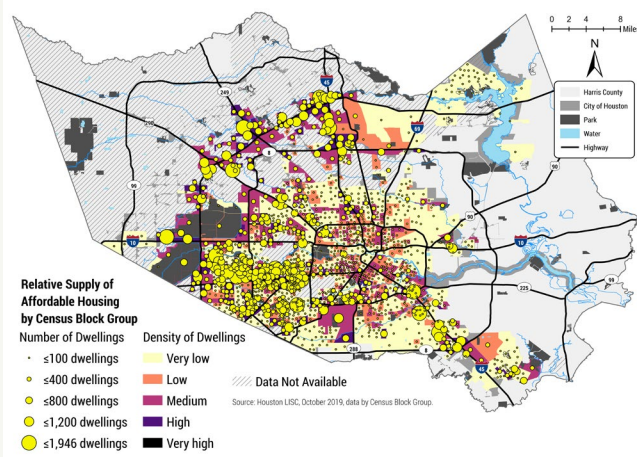 0 2 4 8
Miles
N
Harris County
City of Houston
Park
Water
Highway
45
249
290
69
8
99
90
90
10
10
99
225
288
8
45
Relative Supply of
Affordable Housing
by Census Block Group
Number of Dwellings
≤100 dwellings
≤400 dwellings
≤800 dwellings
≤1,200 dwellings
≤1,946 dwellings
Density of Dwellings
Very low
Low
Medium
High
Very high
Data Not Available
Source: Houston LISC, October 2019, data by Census Block Group.